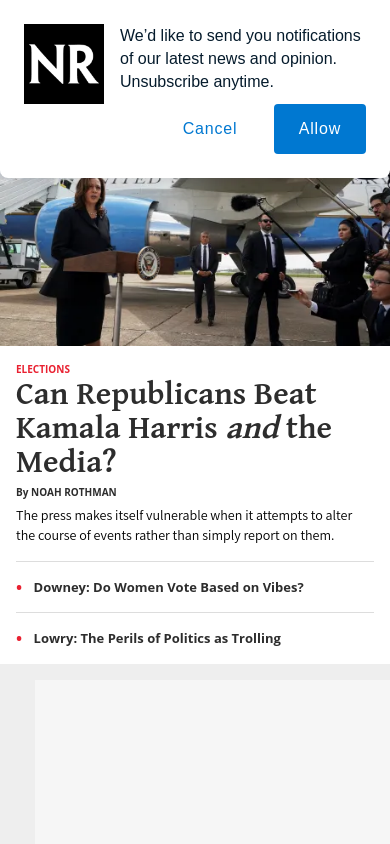 NR
We’d like to send you notifications
of our latest news and opinion.
Unsubscribe anytime.
Cancel
Allow
ELECTIONS
Can Republicans Beat
Kamala Harris and the
Media?
By NOAH ROTHMAN
The press makes itself vulnerable when it attempts to alter
the course of events rather than simply report on them.
• Downey: Do Women Vote Based on Vibes?
• Lowry: The Perils of Politics as Trolling